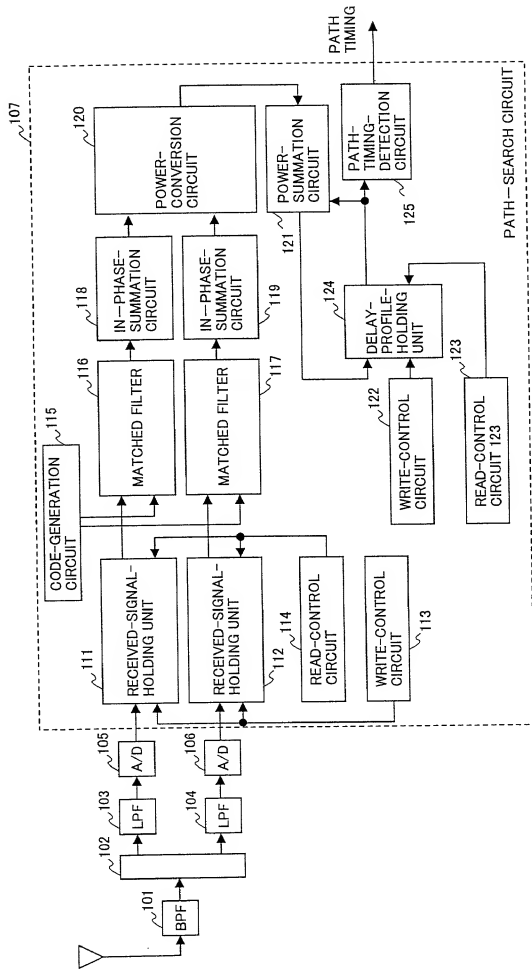 101
BPF
102
103
LPF
104
LPF
105
A/D
106
A/D
107
111
RECEIVED-SIGNAL-
HOLDING UNIT
RECEIVED-SIGNAL-
HOLDING UNIT
112
READ-CONTROL
CIRCUIT
114
WRITE-CONTROL
CIRCUIT
113
CODE-GENERATION
CIRCUIT
115
116
MATCHED FILTER
MATCHED FILTER
117
118
IN-PHASE-
SUMMATION
CIRCUIT
IN-PHASE-
SUMMATION
CIRCUIT
119
120
POWER-
CONVERSION
CIRCUIT
POWER-
SUMMATION
CIRCUIT
121
122
WRITE-CONTROL
CIRCUIT
123
READ-CONTROL
CIRCUIT 123
124
DELAY-
PROFILE-
HOLDING
UNIT
PATH-
TIMING-
DETECTION
CIRCUIT
125
PATH
TIMING
PATH-SEARCH CIRCUIT